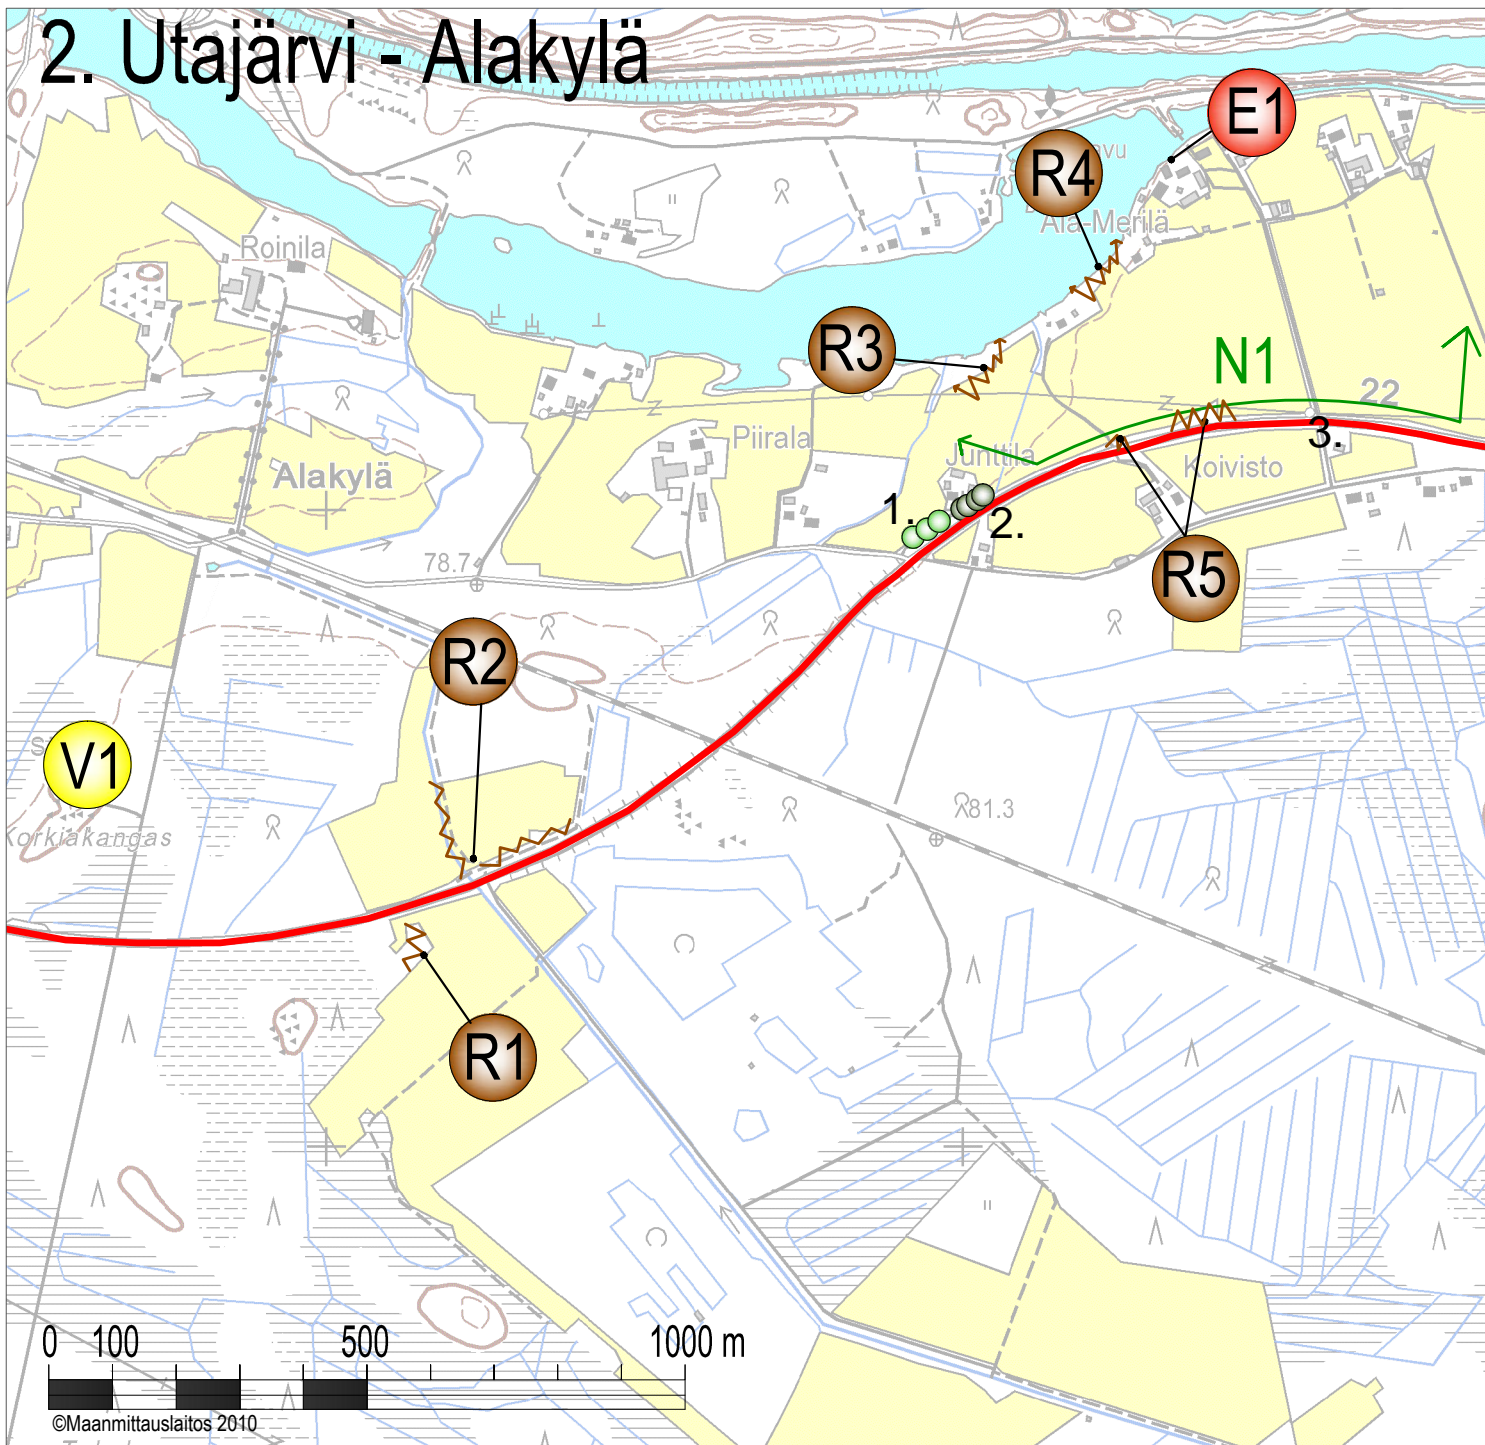 2. Utajärvi - Alakylä
E1
R4
Ala-Merilä
Roinila
R3
N1
22
3.
Piirala
Junttila
Koivisto
Alakylä
1.
2.
78.7
R5
R2
V1
81.3
Korkiakangas
R1
0 100 500 1000 m
©Maanmittauslaitos 2010